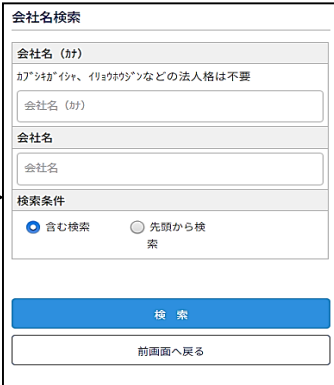 会社名検索
会社名（ｶﾅ）
ｶﾌﾞｼｷｶﾞｲｼｬ、ｲﾘｮｳﾎｳｼﾞﾝなどの法人格は不要
会社名（ｶﾅ）
会社名
会社名
検索条件
含む検索
先頭から検
索
検 索
前画面へ戻る